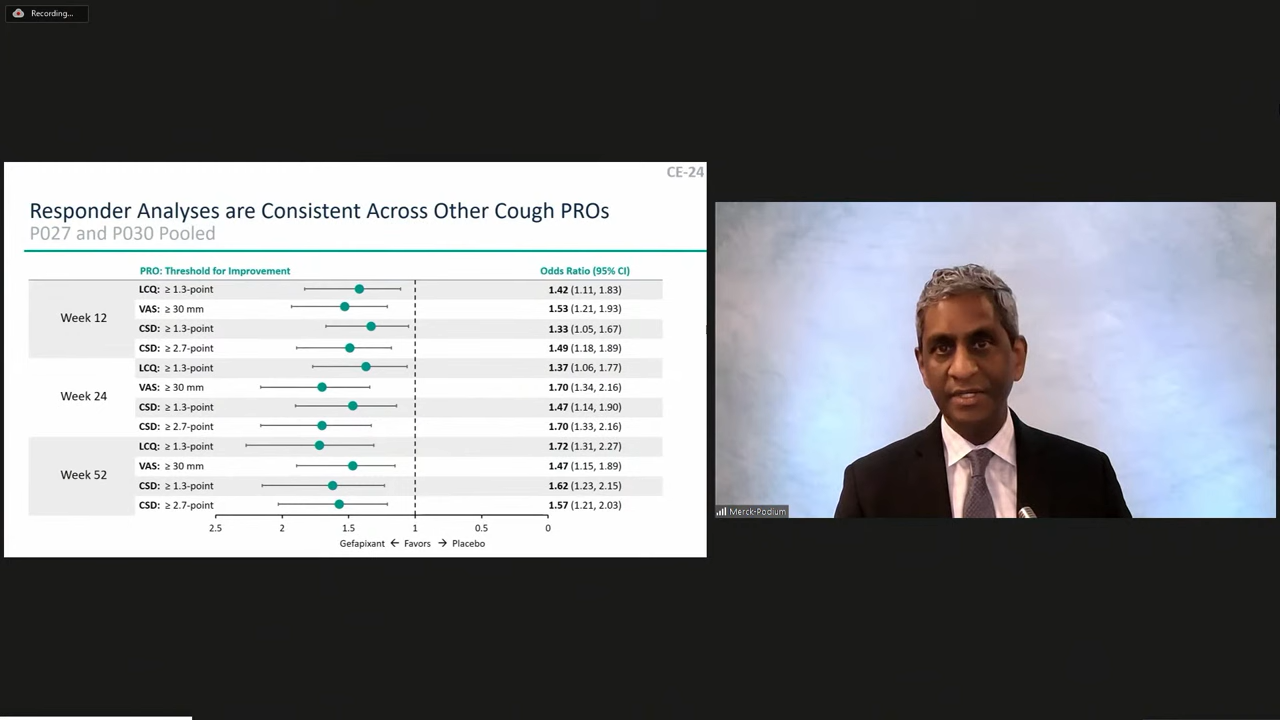 Recording...
CE-24
Responder Analyses are Consistent Across Other Cough PROs
P027 and P030 Pooled
PRO: Threshold for Improvement Odds Ratio (95% CI)
Week 12
LCQ: ≥ 1.3-point 1.42 (1.11, 1.83)
VAS: ≥ 30 mm 1.53 (1.21, 1.93)
CSD: ≥ 1.3-point 1.33 (1.05, 1.67)
CSD: ≥ 2.7-point 1.49 (1.18, 1.89)
Week 24
LCQ: ≥ 1.3-point 1.37 (1.06, 1.77)
VAS: ≥ 30 mm 1.70 (1.34, 2.16)
CSD: ≥ 1.3-point 1.47 (1.14, 1.90)
CSD: ≥ 2.7-point 1.70 (1.33, 2.16)
Week 52
LCQ: ≥ 1.3-point 1.72 (1.31, 2.27)
VAS: ≥ 30 mm 1.47 (1.15, 1.89)
CSD: ≥ 1.3-point 1.62 (1.23, 2.15)
CSD: ≥ 2.7-point 1.57 (1.21, 2.03)
2.5 2 1.5 1 0.5 0
Gefapixant ← Favors → Placebo
Merck-Podium